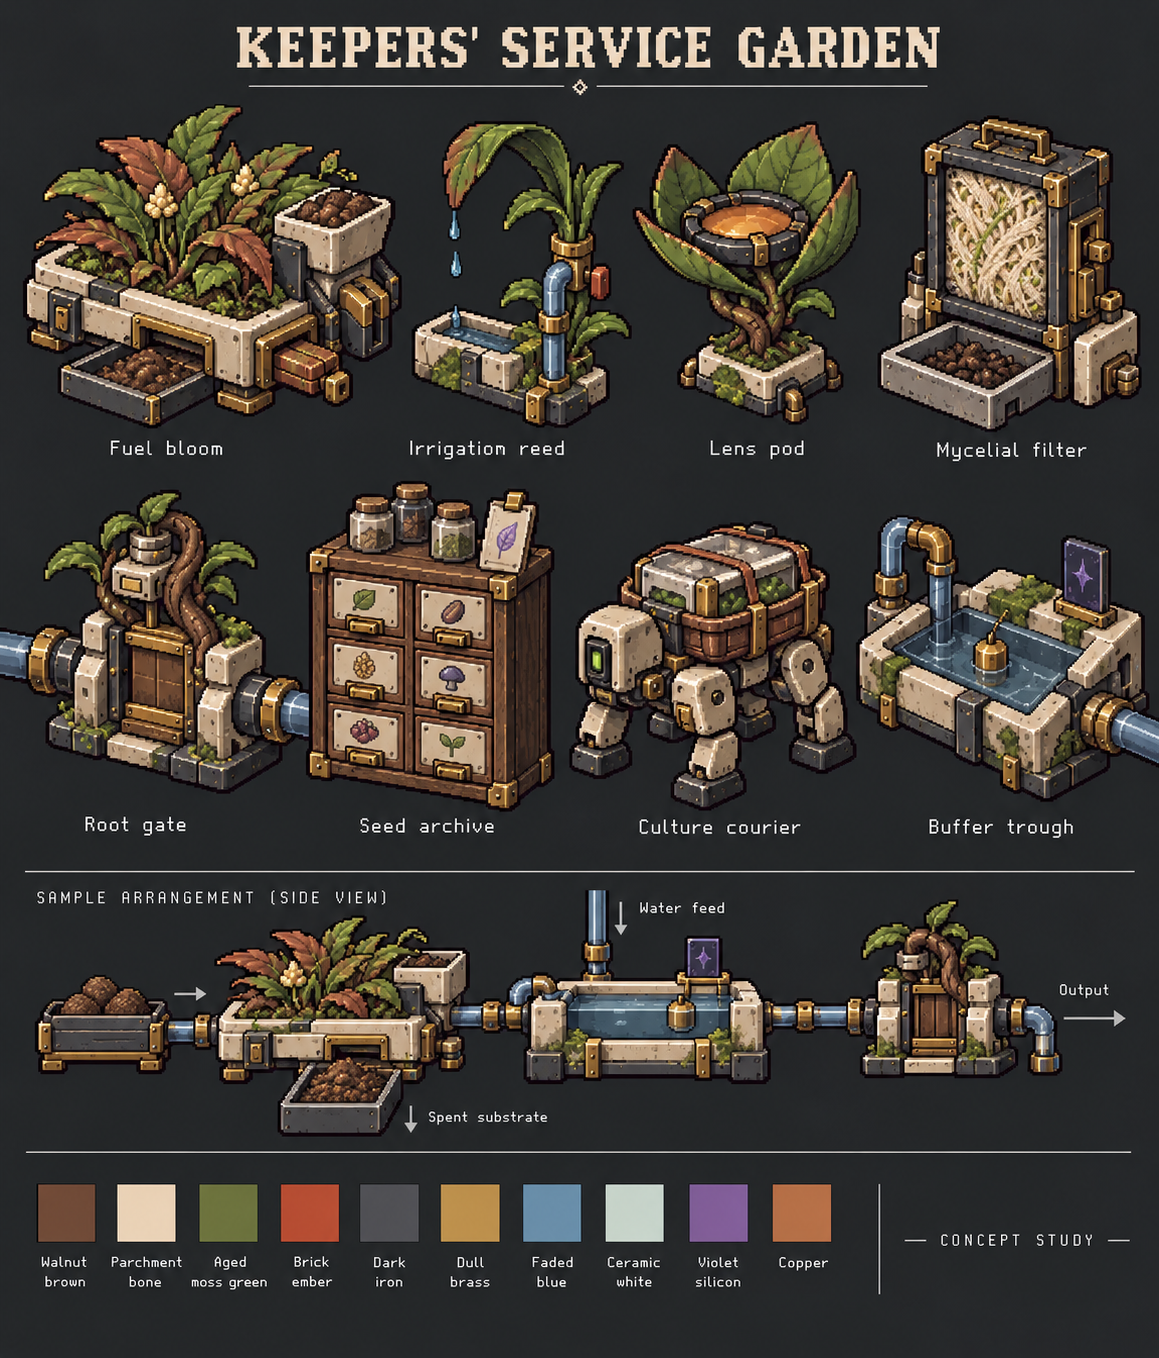 KEEPERS' SERVICE GARDEN
Fuel bloom
Irrigatiom reed
Lens pod
Mycelial filter
Root gate
Seed archive
Culture courier
Buffer trough
SAMPLE ARRANGEMENT (SIDE VIEW)
Water feed
Output
Spent substrate
Walnut
brown
Parchment
bone
Aged
moss green
Brick
ember
Dark
iron
Dull
brass
Faded
blue
Ceramic
white
Violet
silicon
Copper
CONCEPT STUDY